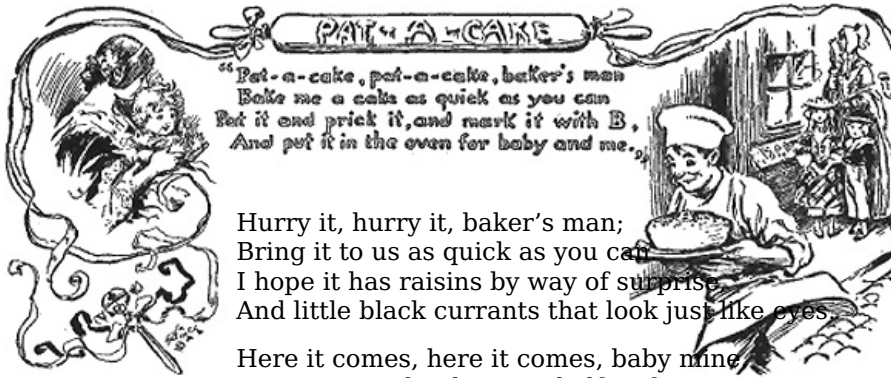 PAT-A-CAKE
"Pat-a-cake, pat-a-cake, baker's man
Bake me a cake as quick as you can
Pat it and prick it, and mark it with B,
And put it in the oven for baby and me."
Hurry it, hurry it, baker’s man;
Bring it to us as quick as you can
I hope it has raisins by way of surprise,
And little black currants that look just like eyes.
Here it comes, here it comes, baby mine